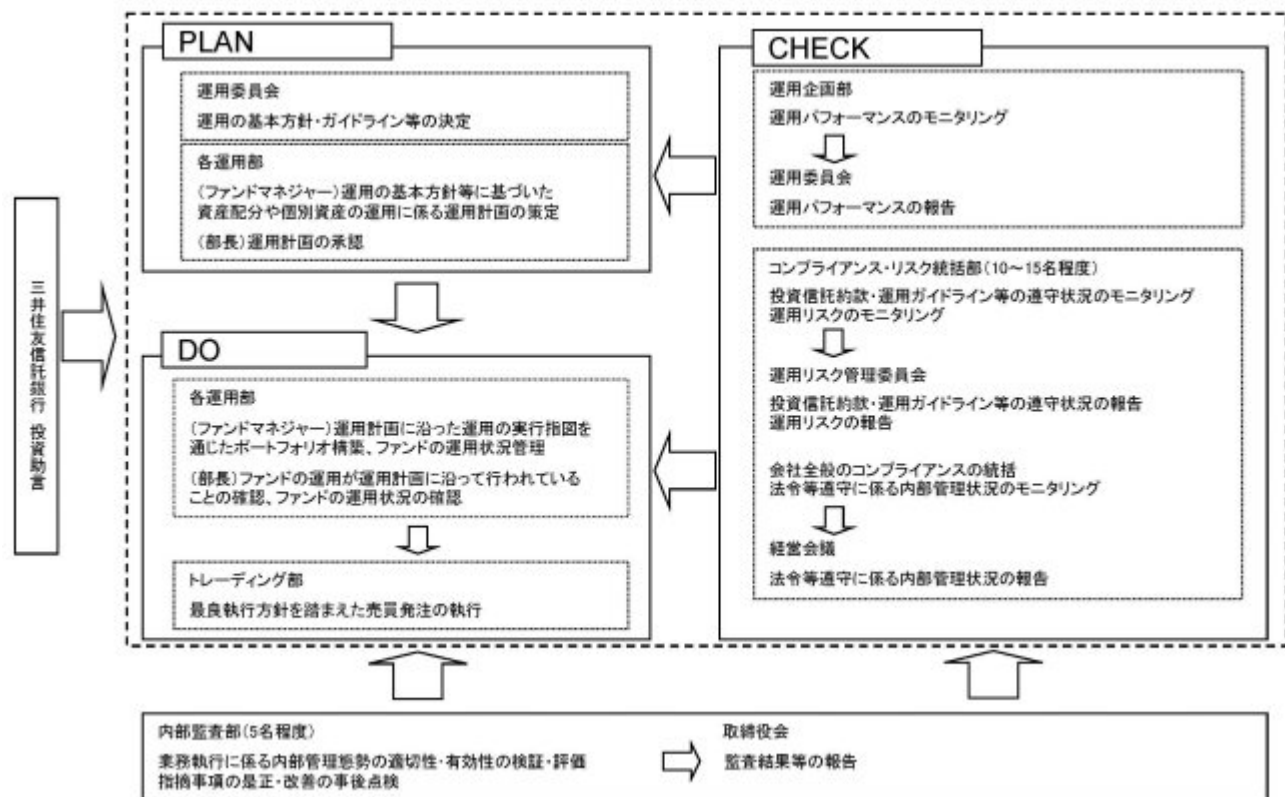 三井住友信託銀行 投資助言
PLAN
運用委員会
運用の基本方針・ガイドライン等の決定
各運用部
(ファンドマネジャー)運用の基本方針等に基づいた
資産配分や個別資産の運用に係る運用計画の策定
(部長)運用計画の承認
DO
各運用部
(ファンドマネジャー)運用計画に沿った運用の実行指図を
通じたポートフォリオ構築、ファンドの運用状況管理
(部長)ファンドの運用が運用計画に沿って行われている
ことの確認、ファンドの運用状況の確認
トレーディング部
最良執行方針を踏まえた売買発注の執行
CHECK
運用企画部
運用パフォーマンスのモニタリング
運用委員会
運用パフォーマンスの報告
コンプライアンス・リスク統括部(10〜15名程度)
投資信託約款・運用ガイドライン等の遵守状況のモニタリング
運用リスクのモニタリング
運用リスク管理委員会
投資信託約款・運用ガイドライン等の遵守状況の報告
運用リスクの報告
会社全般のコンプライアンスの統括
法令等遵守に係る内部管理状況のモニタリング
経営会議
法令等遵守に係る内部管理状況の報告
内部監査部(5名程度)
業務執行に係る内部管理態勢の適切性・有効性の検証・評価
指摘事項の是正・改善の事後点検
取締役会
監査結果等の報告